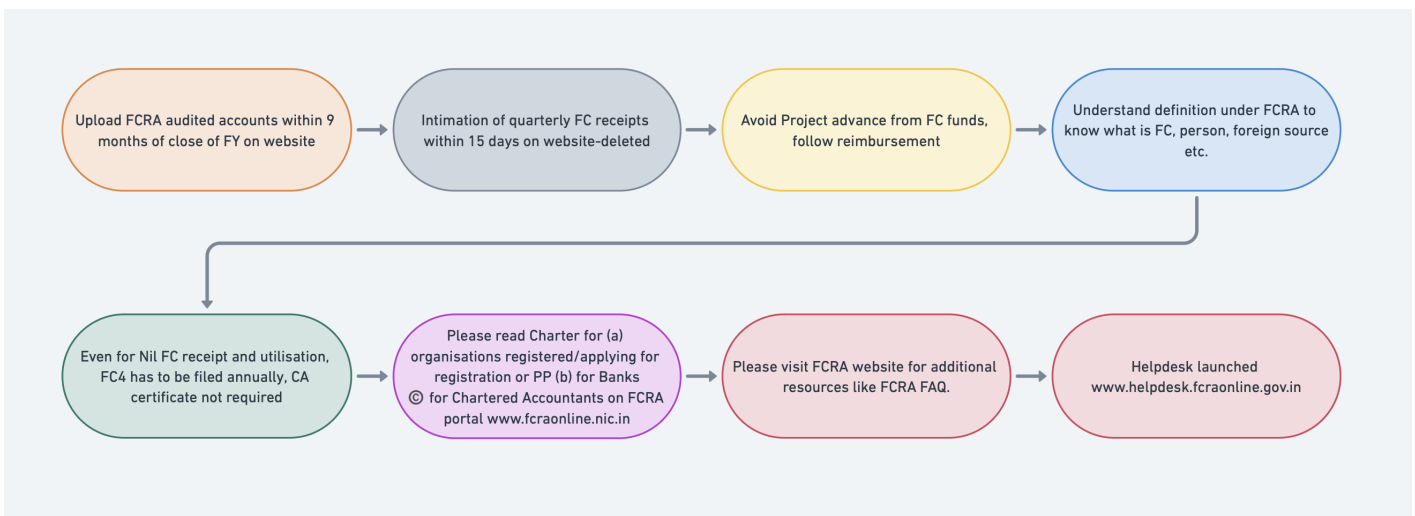 Upload FCRA audited accounts within 9
months of close of FY on website
Intimation of quarterly FC receipts
within 15 days on website-deleted
Avoid Project advance from FC funds,
follow reimbursement
Understand definition under FCRA to
know what is FC, person, foreign source
etc.
Even for Nil FC receipt and utilisation,
FC4 has to be filed annually, CA
certificate not required
Please read Charter for (a)
organisations registered/applying for
registration or PP (b) for Banks
© for Chartered Accountants on FCRA
portal www.fcraonline.nic.in
Please visit FCRA website for additional
resources like FCRA FAQ.
Helpdesk launched
www.helpdesk.fcraonline.gov.in